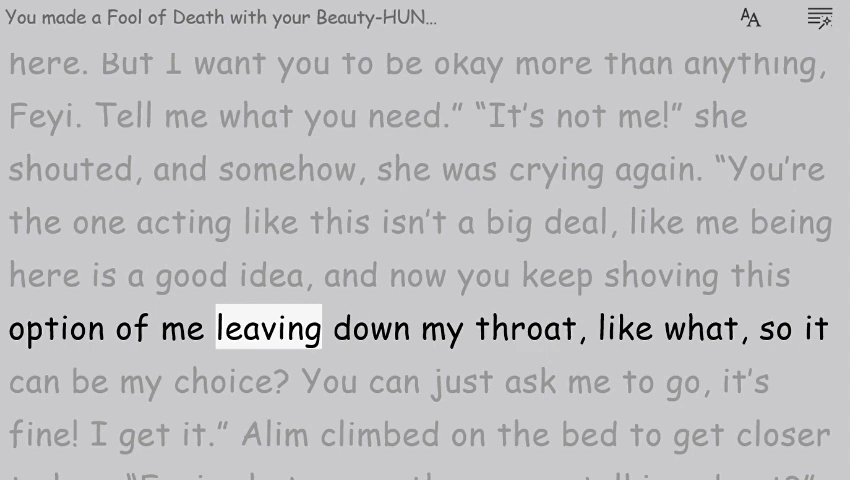 You made a Fool of Death with your Beauty-HUN...
AA
here. But I want you to be okay more than anything,
Feyi. Tell me what you need.” “It’s not me!” she
shouted, and somehow, she was crying again. “You’re
the one acting like this isn’t a big deal, like me being
here is a good idea, and now you keep shoving this
option of me leaving down my throat, like what, so it
can be my choice? You can just ask me to go, it’s
fine! I get it.” Alim climbed on the bed to get closer